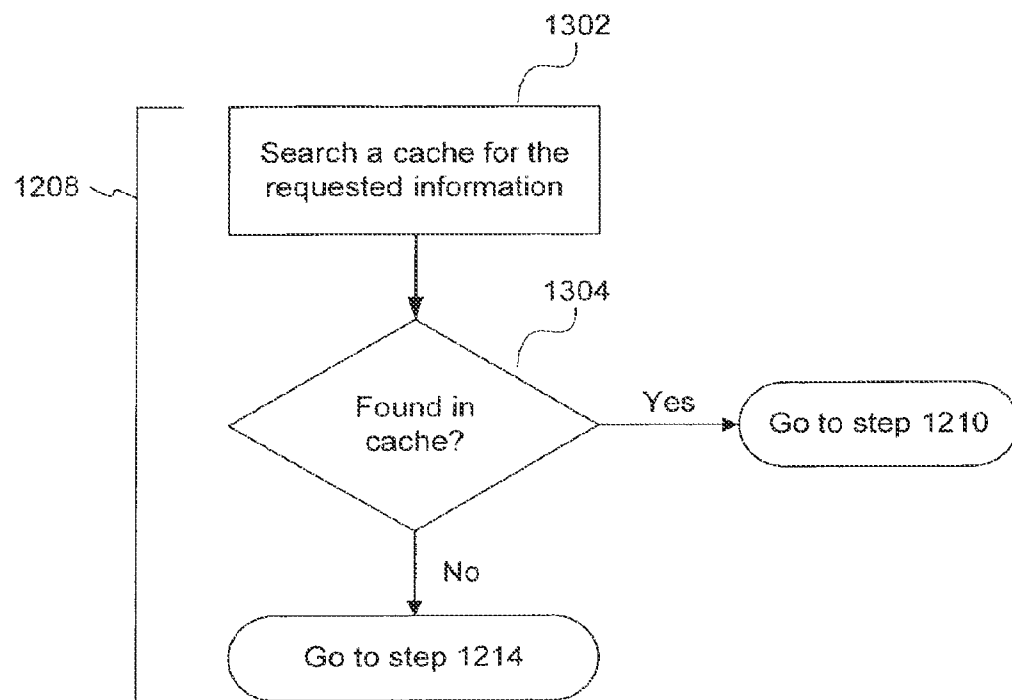 1302
Search a cache for the
requested information
1208
1304
Found in
cache?
Yes
Go to step 1210
No
Go to step 1214